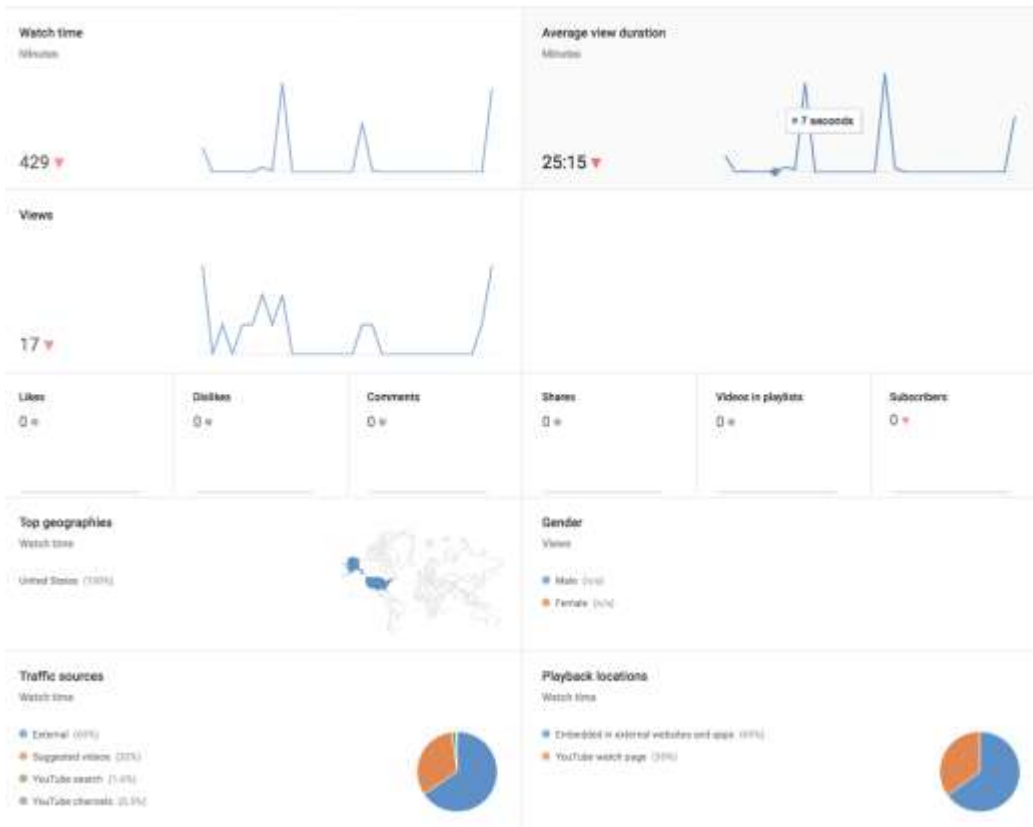 Watch time
Minutes
429
Average view duration
Minutes
7 seconds
25:15
Views
17
Likes
0
Dislikes
0
Comments
0
Shares
0
Videos in playlists
0
Subscribers
0
Top geographies
Watch time
United States (100%)
Gender
Views
Male (n/a)
Female (n/a)
Traffic sources
Watch time
External
Suggested videos
YouTube search
YouTube channels
Playback locations
Watch time
Embedded in external websites and apps
YouTube watch page